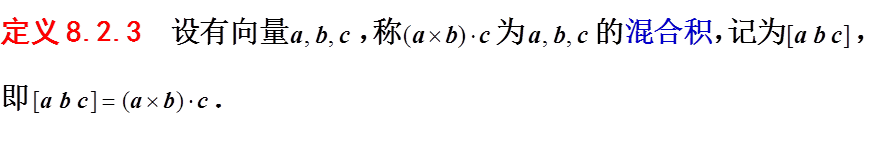 定义8.2.3 设有向量a, b, c,称(a×b)·c为a, b, c的混合积,记为[a b c],
即[a b c]=(a×b)·c.